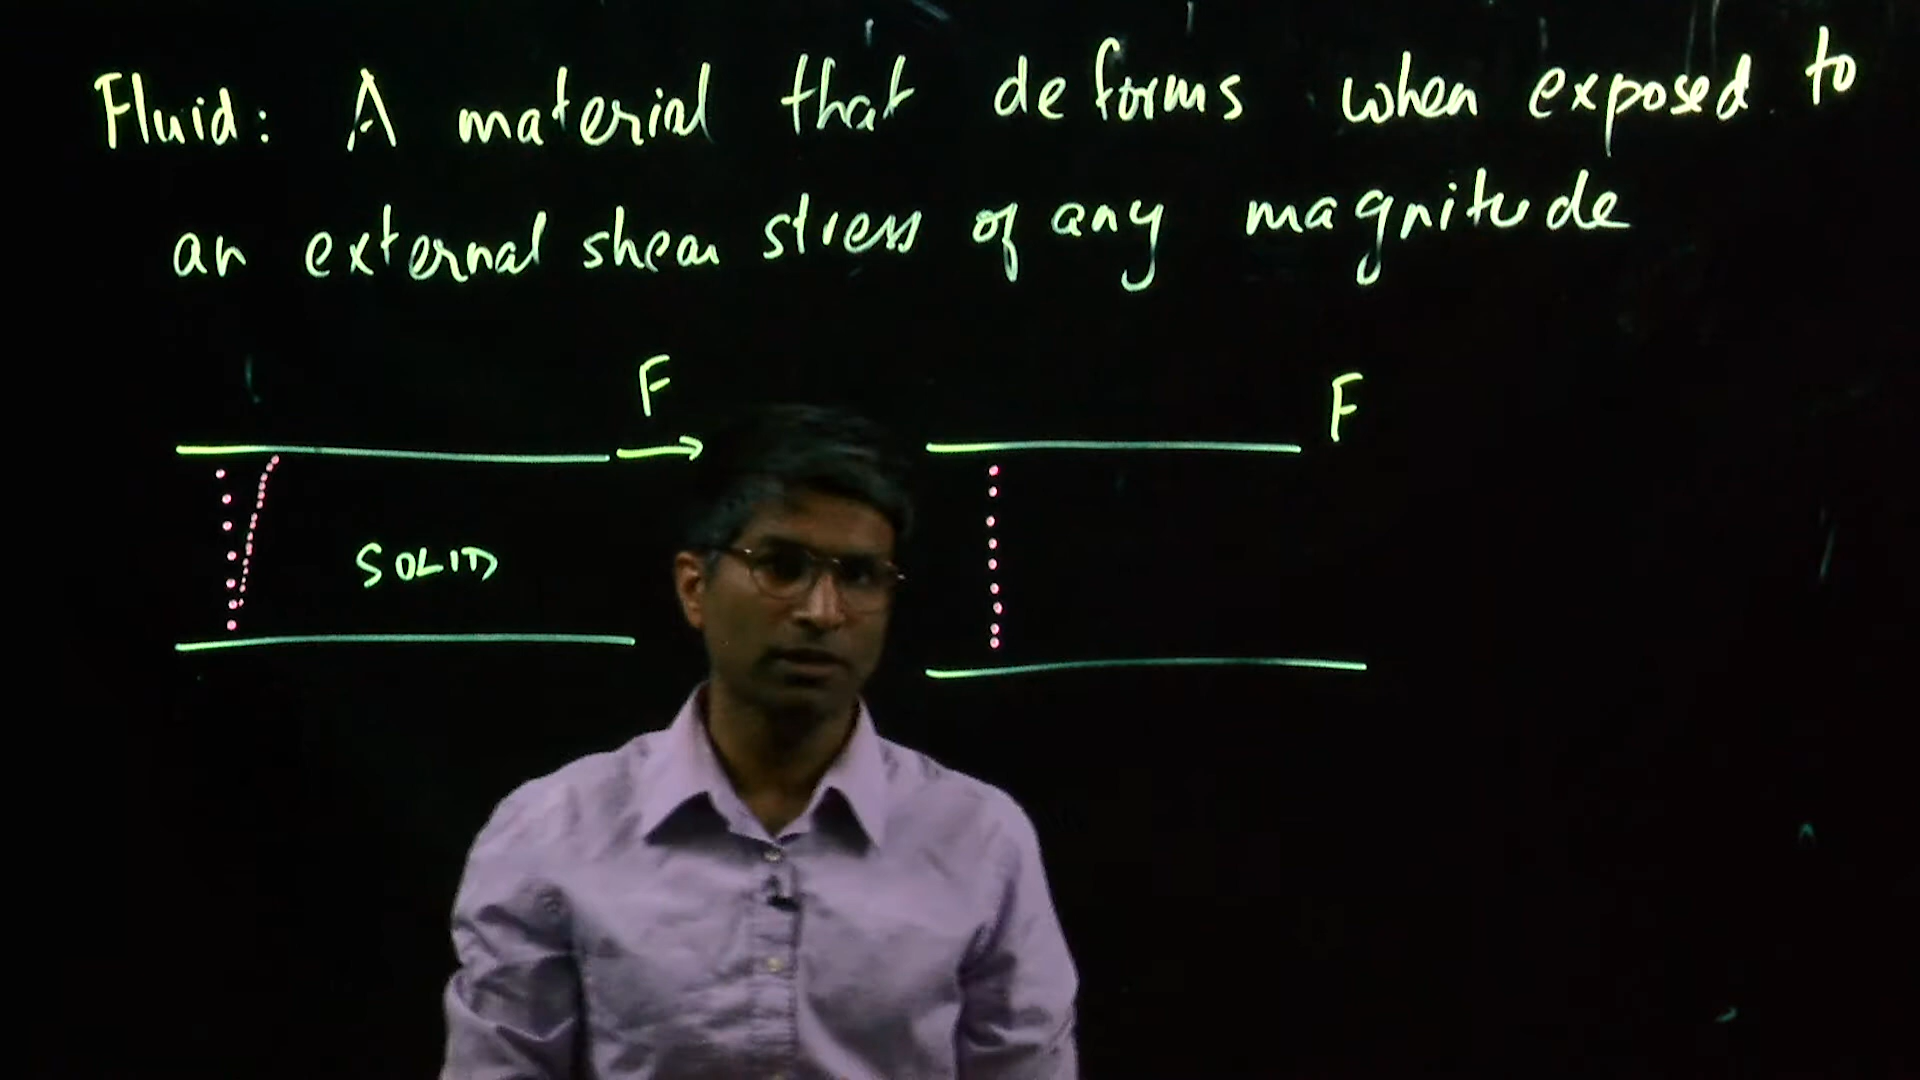 Fluid: A material that deforms when exposed to
an external shear stress of any magnitude
F
F
SOLID